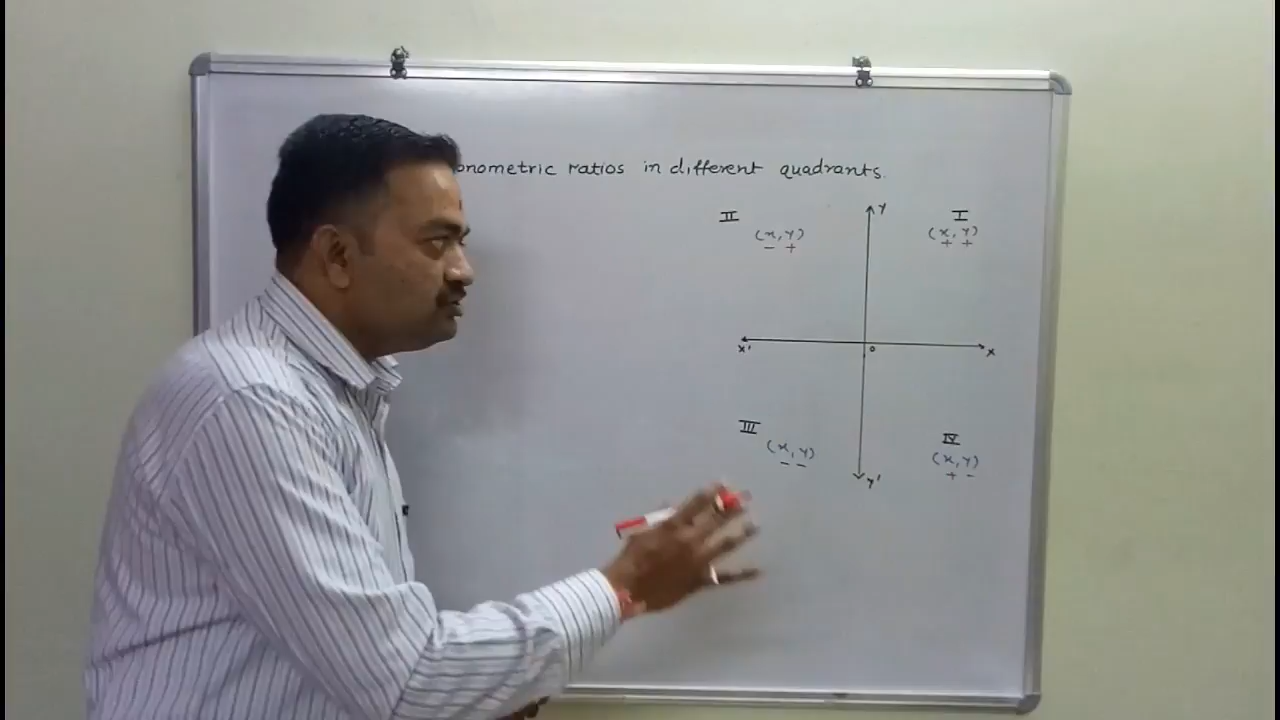 onometric ratios in different quadrants.
Y
II
I
(x, y)
- +
(x, y)
+ +
X'
O
X
III
IV
(x, y)
- -
(x, y)
+ -
Y'